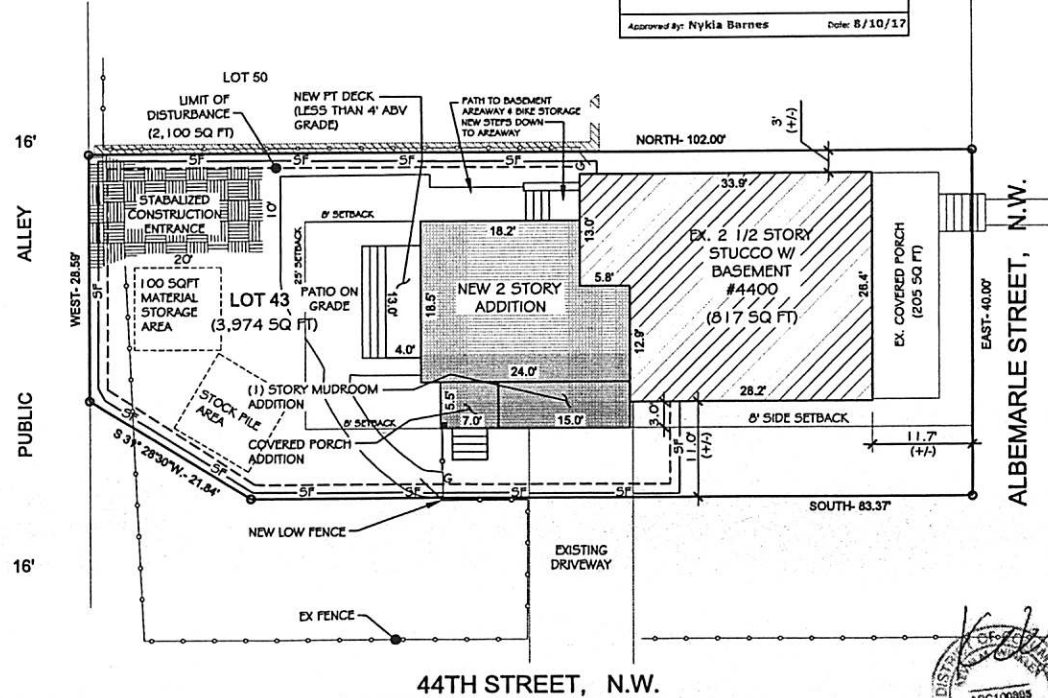 Approved By: Nykia Barnes Date: 8/10/17
LOT 50
LIMIT OF
DISTURBANCE
(2,100 SQ FT)
NEW PT DECK
(LESS THAN 4' ABV
GRADE)
PATH TO BASEMENT
AREAWAY & BIKE STORAGE
NEW STEPS DOWN
TO AREAWAY
3'
(+/-)
NORTH- 102.00'
16'
ALLEY
PUBLIC
16'
WEST- 28.59'
SF
SF
SF
SF
SF
G
STABALIZED
CONSTRUCTION
ENTRANCE
20'
10'
8' SETBACK
25' SETBACK
100 SQFT
MATERIAL
STORAGE
AREA
LOT 43
(3,974 SQ FT)
PATIO ON
GRADE
13.0'
4.0'
18.2'
18.5'
NEW 2 STORY
ADDITION
24.0'
13.0'
5.8'
12.9'
33.9'
EX. 2 1/2 STORY
STUCCO W/
BASEMENT
#4400
(817 SQ FT)
28.4'
28.2'
EX. COVERED PORCH
(205 SQ FT)
EAST- 40.00'
ALBEMARLE STREET, N.W.
STOCK PILE
AREA
(1) STORY MUDROOM
ADDITION
5.5'
7.0'
15.0'
8' SETBACK
COVERED PORCH
ADDITION
3.0'
11.0'
(+/-)
8' SIDE SETBACK
11.7'
(+/-)
S 31° 28'30"W.- 21.84'
SF
SF
SF
SF
SF
SF
SF
G
SOUTH- 83.37'
NEW LOW FENCE
EXISTING
DRIVEWAY
EX FENCE
44TH STREET, N.W.